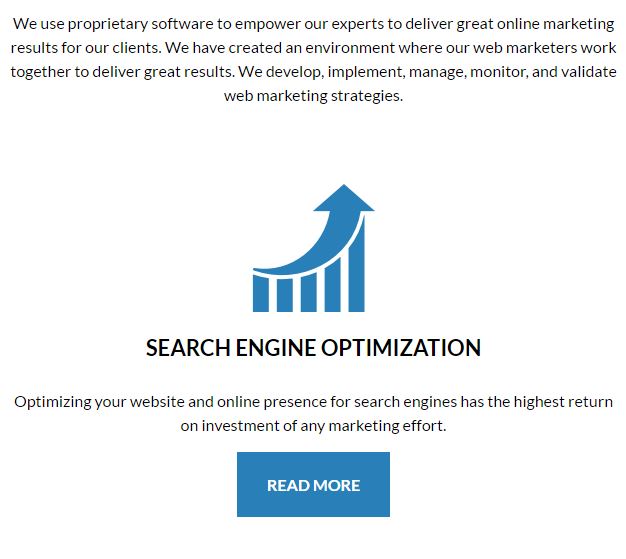 We use proprietary software to empower our experts to deliver great online marketing
results for our clients. We have created an environment where our web marketers work
together to deliver great results. We develop, implement, manage, monitor, and validate
web marketing strategies.
SEARCH ENGINE OPTIMIZATION
Optimizing your website and online presence for search engines has the highest return
on investment of any marketing effort.
READ MORE